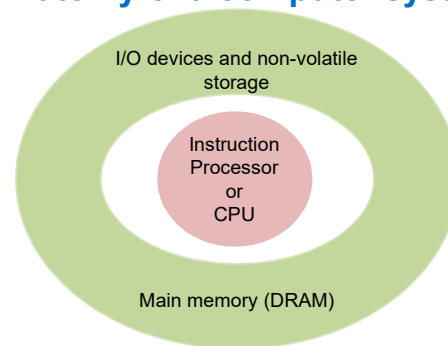 I/O devices and non-volatile
storage
Instruction
Processor
or
CPU
Main memory (DRAM)